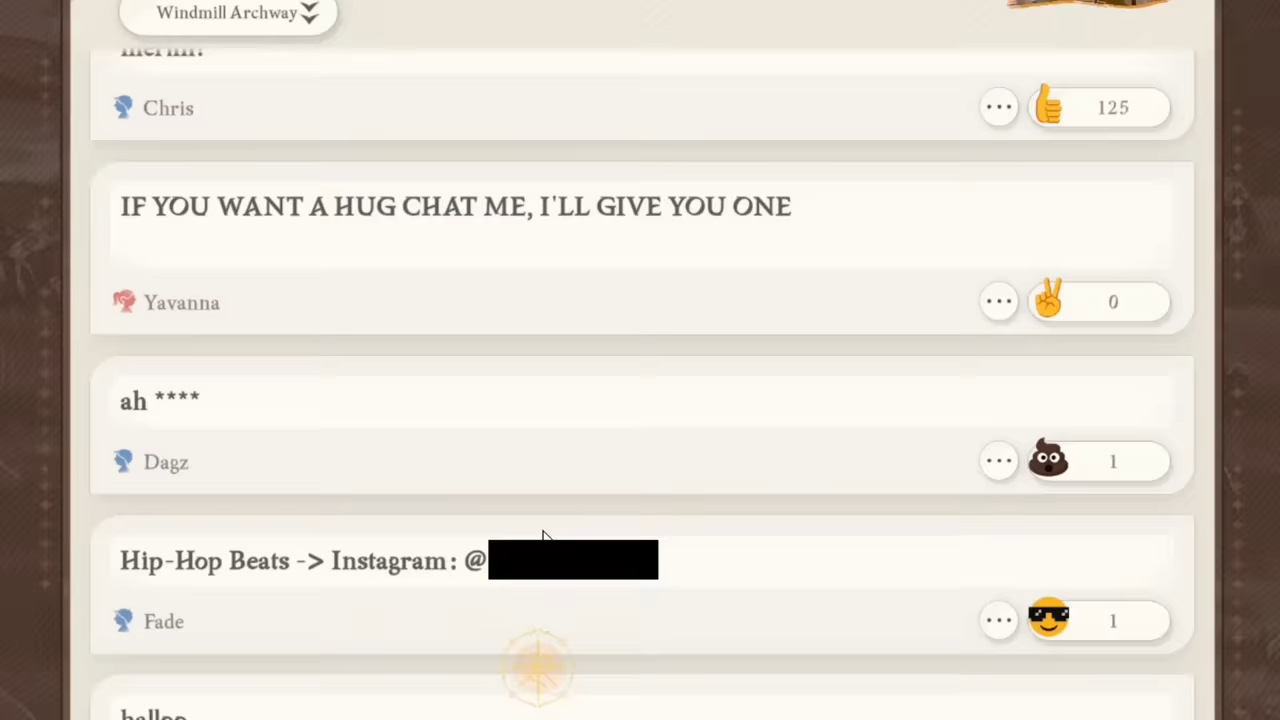 Windmill Archway
Chris
125
IF YOU WANT A HUG CHAT ME, I'LL GIVE YOU ONE
Yavanna
0
ah ****
Dagz
1
Hip-Hop Beats -> Instagram: @
Fade
1